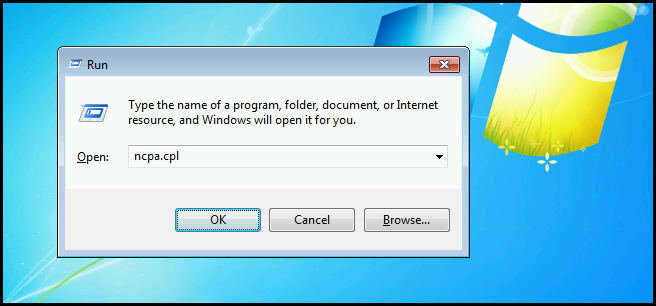 Run
Type the name of a program, folder, document, or Internet
resource, and Windows will open it for you.
Open: ncpa.cpl
OK Cancel Browse...